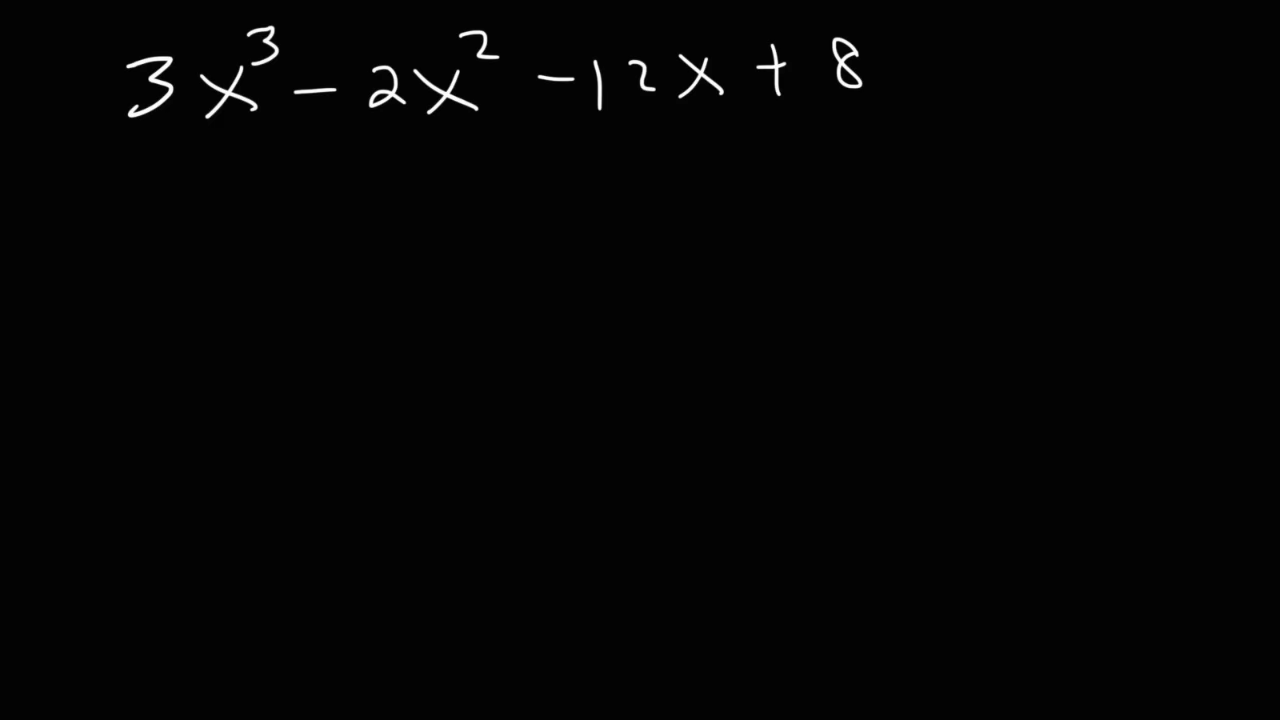 3x³ - 2x² - 12x + 8